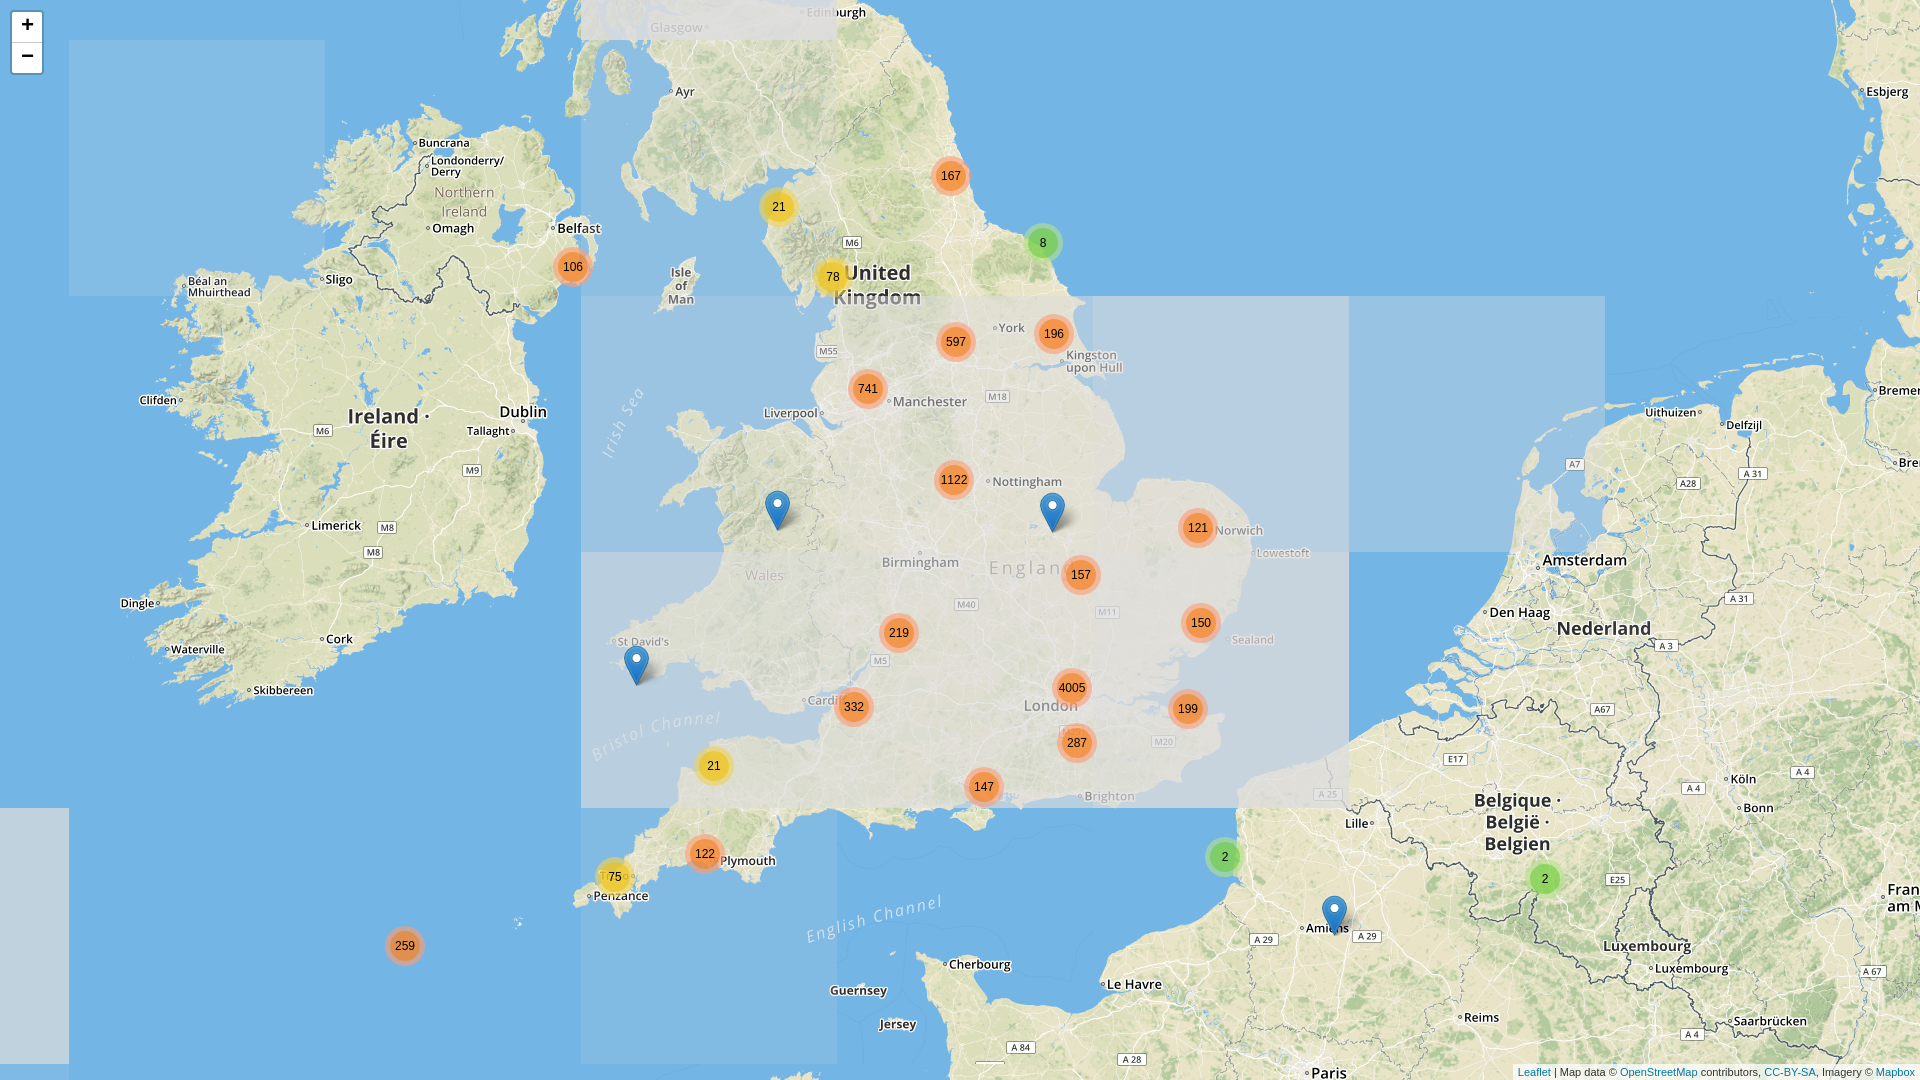 +
−
Glasgow
Edinburgh
Ayr
Esbjerg
Buncrana
Londonderry/
Derry
Northern
Ireland
Omagh
Belfast
106
21
167
8
M6
78
United
Kingdom
Isle
of
Man
Béal an
Mhuirthead
Sligo
York
196
597
M55
Kingston
upon Hull
741
Manchester
M18
Liverpool
Irish Sea
Clifden
Ireland ·
Éire
Dublin
Tallaght
M6
M9
Uithuizen
Delfzijl
A7
A 31
A28
1122
Nottingham
Limerick
M8
M8
121
Norwich
Lowestoft
Birmingham
Wales
157
Amsterdam
Dingle
M40
M11
A 31
Den Haag
Nederland
St David's
219
150
Sealand
Cork
Waterville
M5
A 3
Skibbereen
4005
London
199
332
A67
Bristol Channel
287
M20
E17
21
147
Brighton
A 25
A 4
Köln
A 4
Bonn
Belgique ·
België ·
Belgien
Lille
122
Plymouth
75
Penzance
2
2
E25
English Channel
Amiens
A 29
A 29
259
Luxembourg
Luxembourg
A 67
Cherbourg
Le Havre
Guernsey
Jersey
Reims
Saarbrücken
A 4
A 84
A 28
Paris
Leaflet | Map data © OpenStreetMap contributors, CC-BY-SA, Imagery © Mapbox